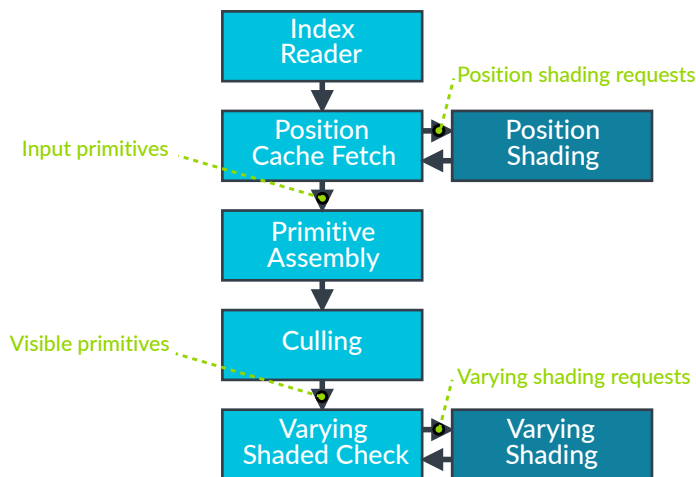 Index
Reader
Position shading requests
Position
Cache Fetch
Position
Shading
Input primitives
Primitive
Assembly
Culling
Visible primitives
Varying shading requests
Varying
Shaded Check
Varying
Shading